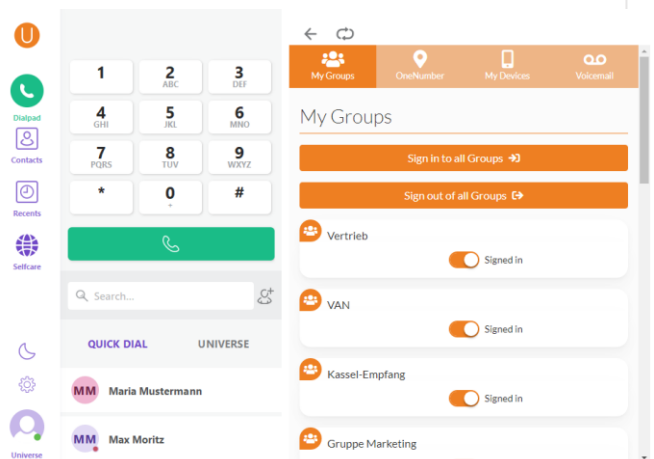 U
Dialpad
Contacts
Recents
Selfcare
Universe
1
2
ABC
3
DEF
4
GHI
5
JKL
6
MNO
7
PQRS
8
TUV
9
WXYZ
*
0
+
#
Search...
QUICK DIAL
UNIVERSE
MM Maria Mustermann
MM Max Moritz
My Groups
OneNumber
My Devices
Voicemail
My Groups
Sign in to all Groups
Sign out of all Groups
Vertrieb
Signed in
VAN
Signed in
Kassel-Empfang
Signed in
Gruppe Marketing